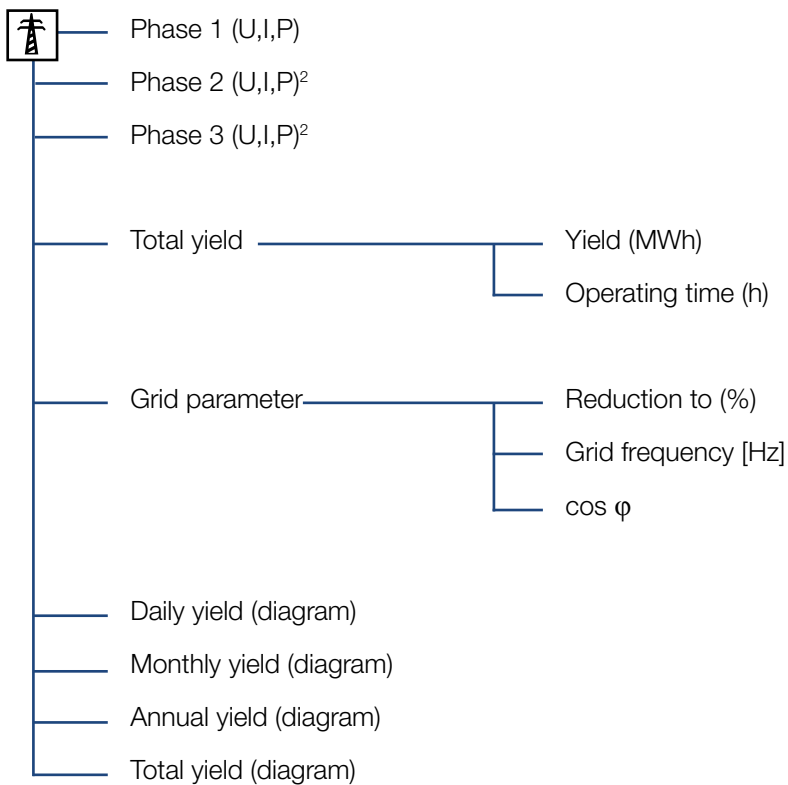 Phase 1 (U,I,P)
Phase 2 (U,I,P)²
Phase 3 (U,I,P)²
Total yield
Yield (MWh)
Operating time (h)
Grid parameter
Reduction to (%)
Grid frequency [Hz]
cos φ
Daily yield (diagram)
Monthly yield (diagram)
Annual yield (diagram)
Total yield (diagram)